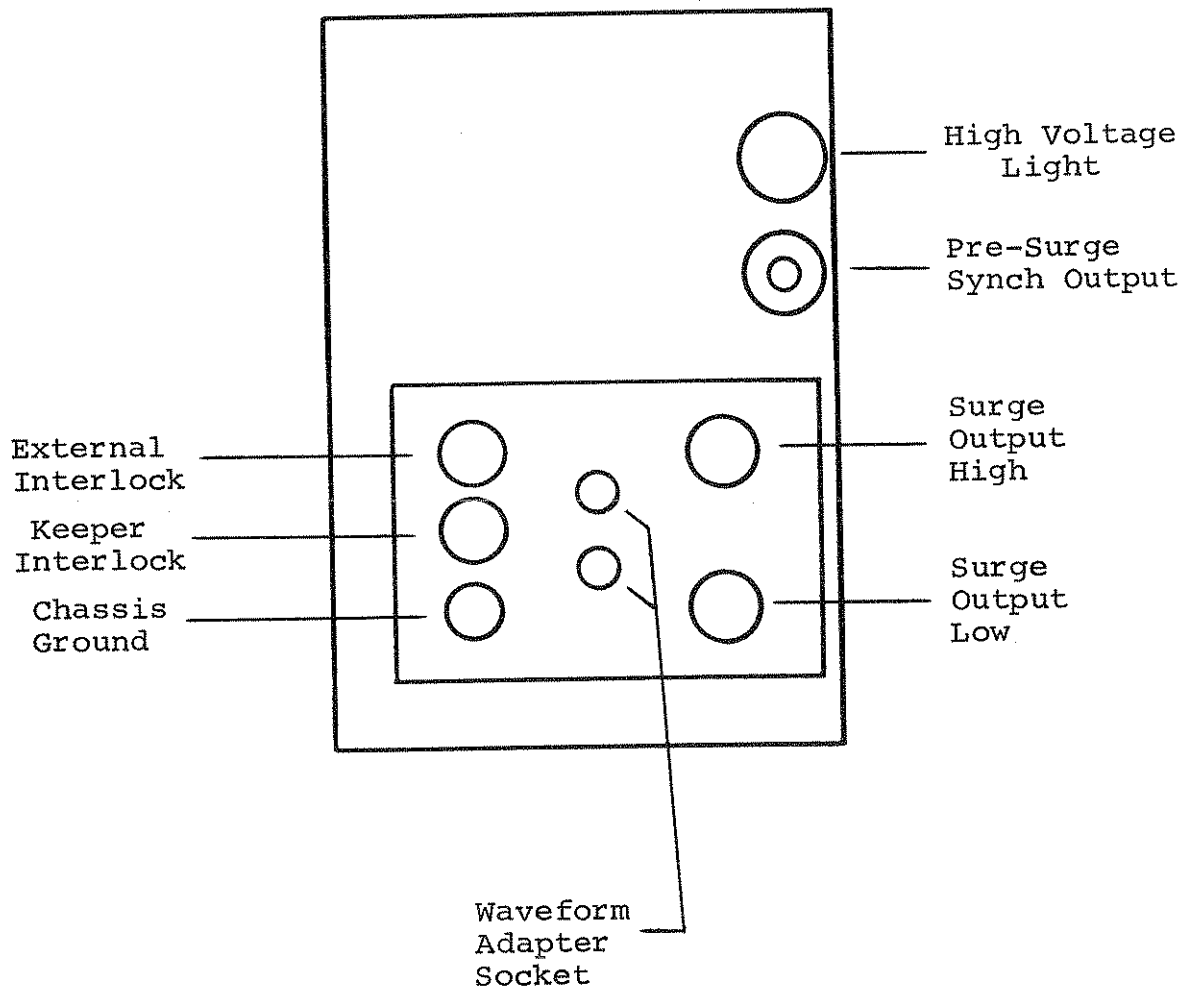 High Voltage
Light
Pre-Surge
Synch Output
Surge
Output
High
External
Interlock
Keeper
Interlock
Chassis
Ground
Surge
Output
Low
Waveform
Adapter
Socket